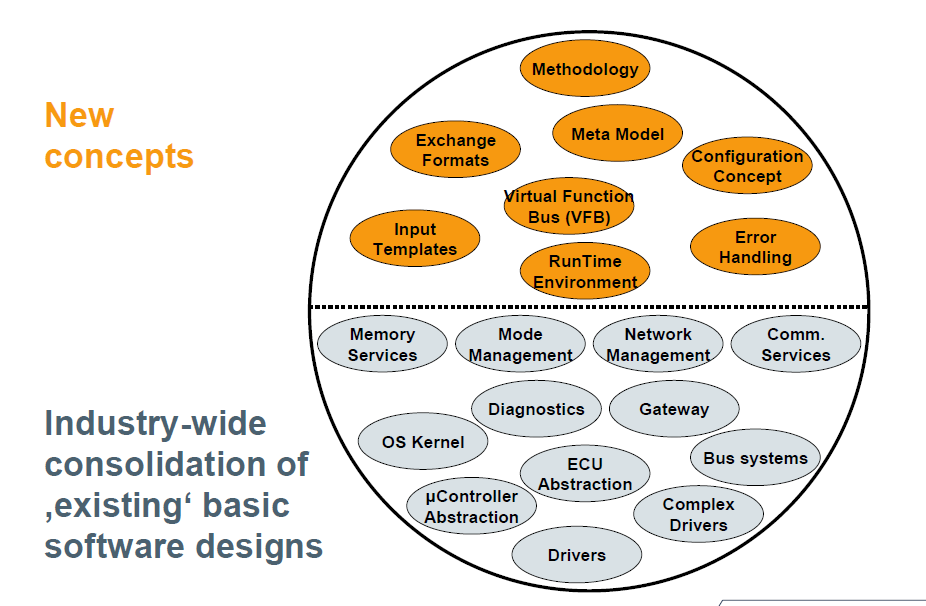 New
concepts
Methodology
Meta Model
Exchange
Formats
Configuration
Concept
Virtual Function
Bus (VFB)
Input
Templates
Error
Handling
RunTime
Environment
Memory
Services
Mode
Management
Network
Management
Comm.
Services
Industry-wide
consolidation of
‚existing‘ basic
software designs
Diagnostics
Gateway
OS Kernel
Bus systems
ECU
Abstraction
µController
Abstraction
Complex
Drivers
Drivers